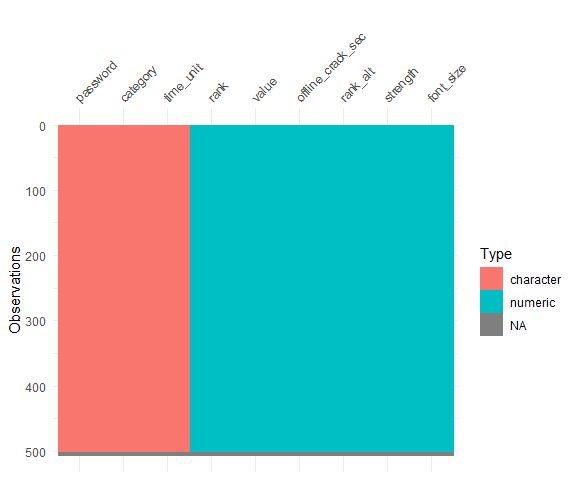 password
category
time_unit
rank
value
offline_crack_sec
rank_alt
strength
font_size
0
100
200
300
400
500
Observations
Type
character
numeric
NA